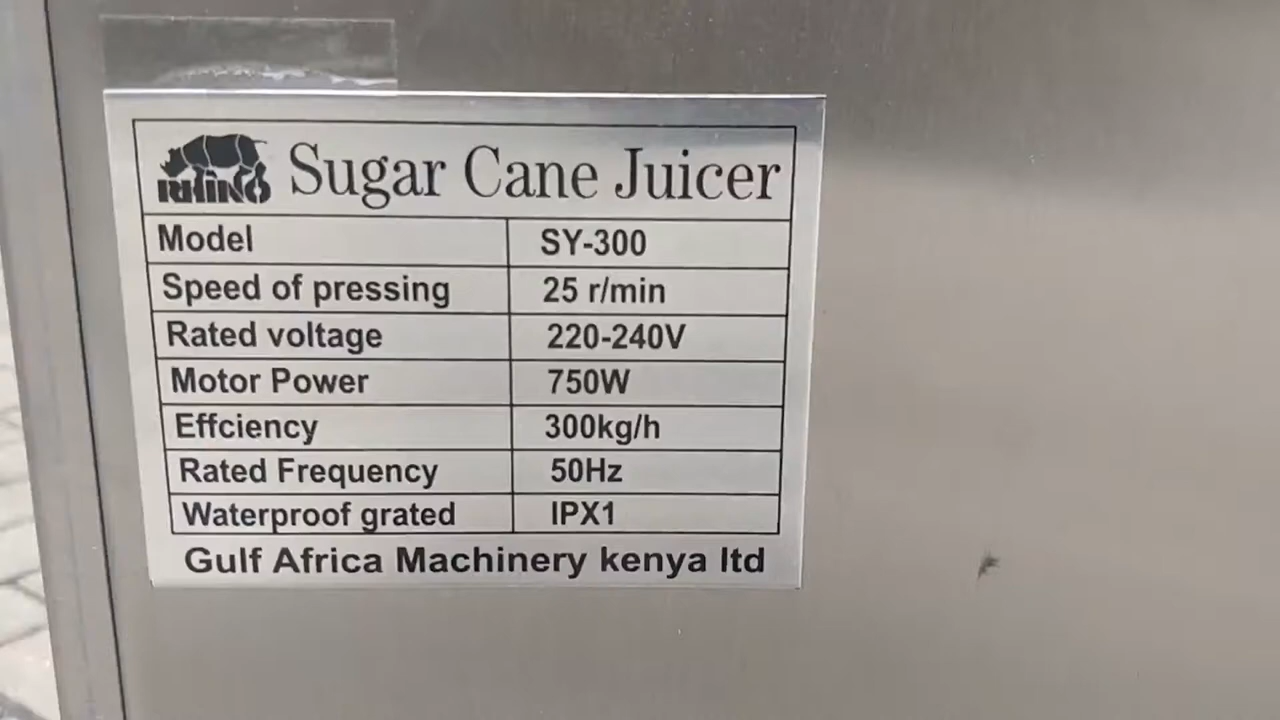 RHINO Sugar Cane Juicer
Model SY-300
Speed of pressing 25 r/min
Rated voltage 220-240V
Motor Power 750W
Effciency 300kg/h
Rated Frequency 50Hz
Waterproof grated IPX1
Gulf Africa Machinery kenya ltd